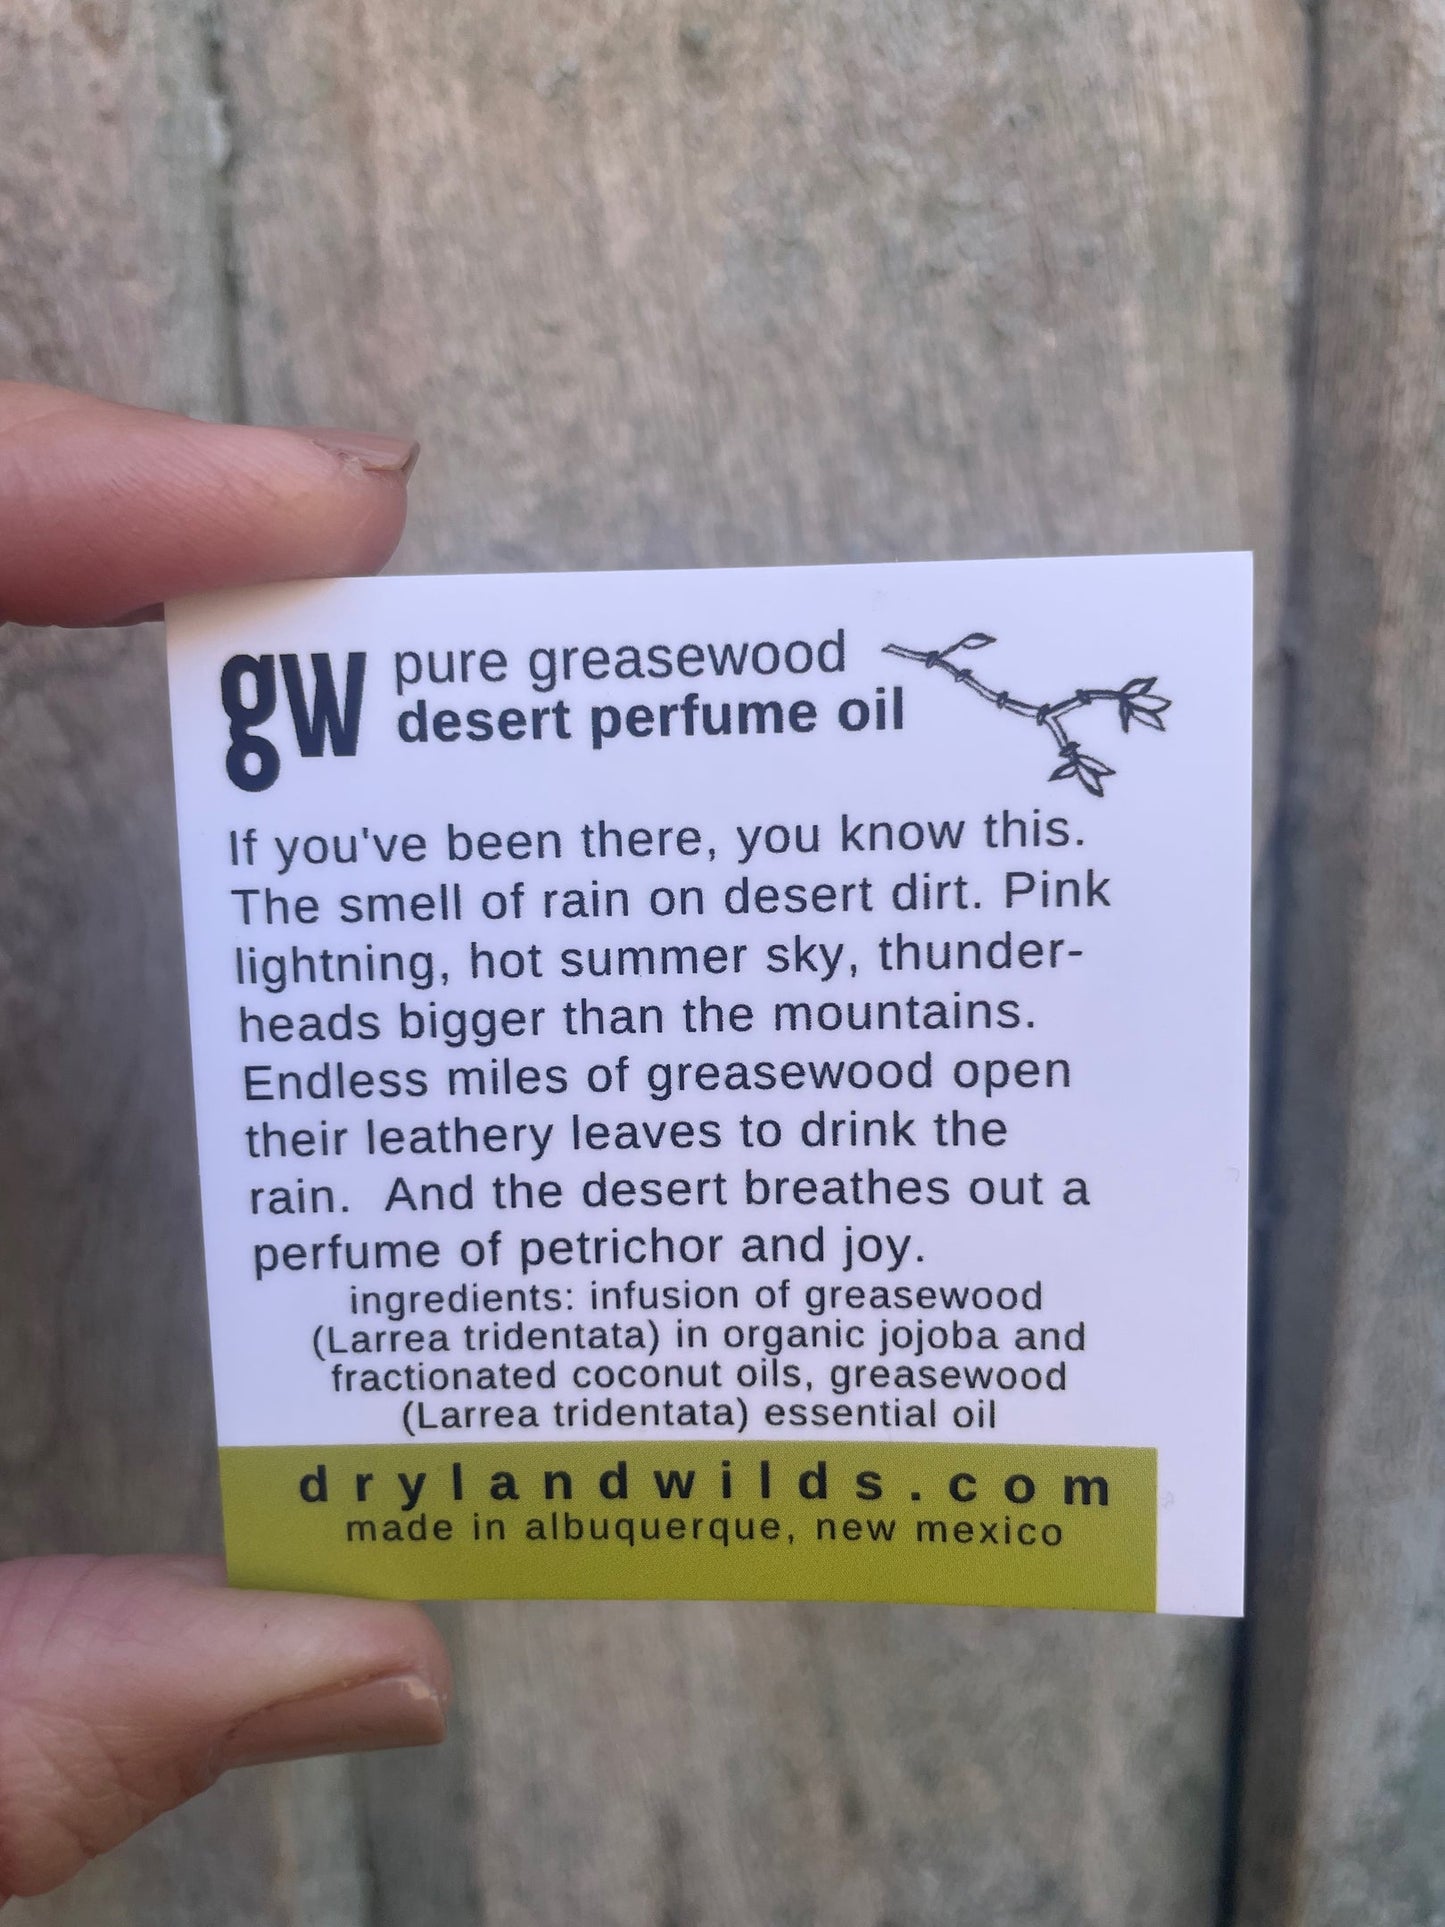 gw pure greasewood
desert perfume oil
If you've been there, you know this.
The smell of rain on desert dirt. Pink
lightning, hot summer sky, thunder-
heads bigger than the mountains.
Endless miles of greasewood open
their leathery leaves to drink the
rain.  And the desert breathes out a
perfume of petrichor and joy.
ingredients: infusion of greasewood
(Larrea tridentata) in organic jojoba and
fractionated coconut oils, greasewood
(Larrea tridentata) essential oil
drylandwilds.com
made in albuquerque, new mexico